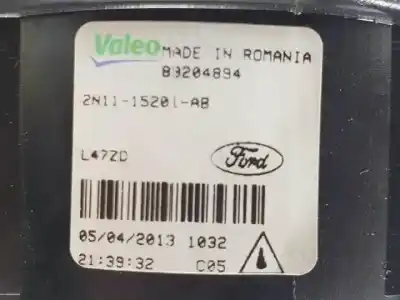 Valeo MADE IN ROMANIA
89204894
2N11-15201-AB
L47ZD
Ford
05/04/2013 1032
21:39:32 C05